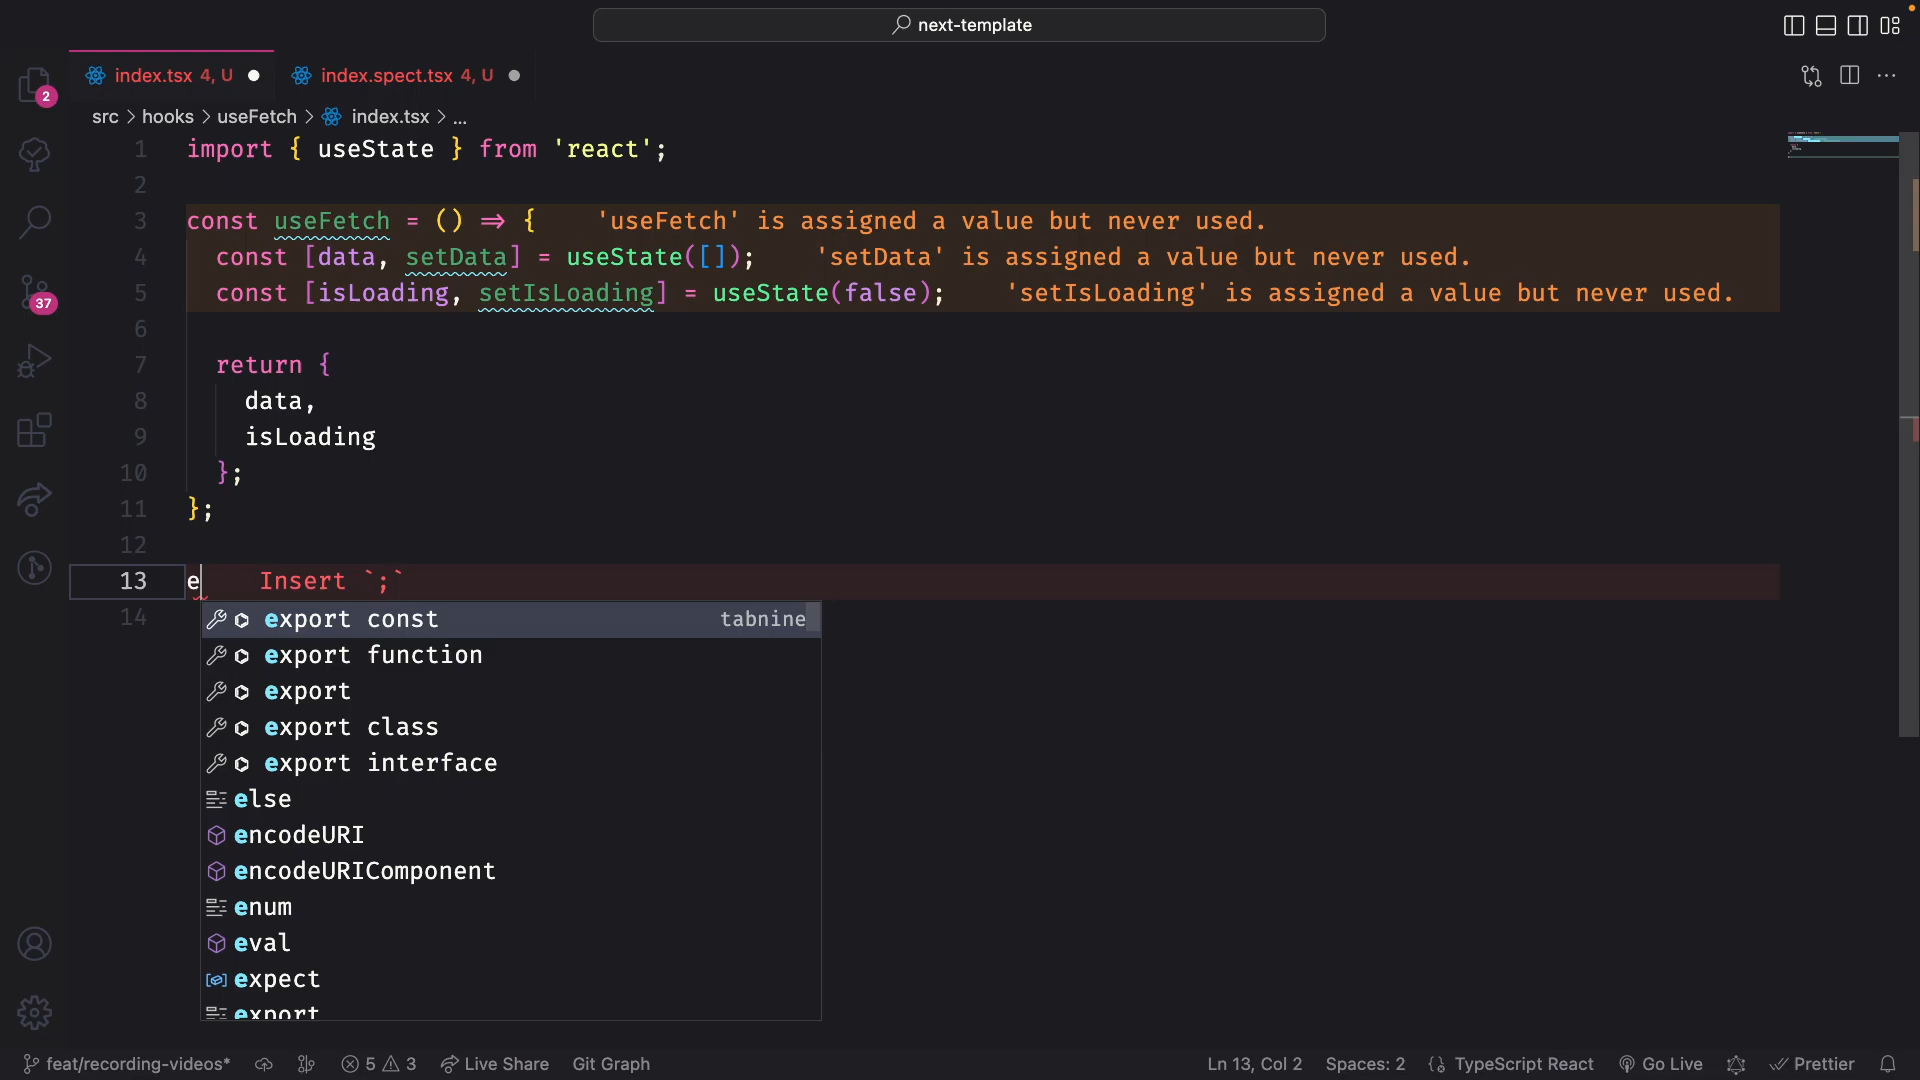 next-template
index.tsx 4, U
index.spect.tsx 4, U
2
src > hooks > useFetch > index.tsx > ...
1 import { useState } from 'react';
2
3 const useFetch = () => { 'useFetch' is assigned a value but never used.
4 const [data, setData] = useState([]); 'setData' is assigned a value but never used.
5 const [isLoading, setIsLoading] = useState(false); 'setIsLoading' is assigned a value but never used.
37
6
7 return {
8 data,
9 isLoading
10 };
11 };
12
13 e Insert `;`
14
export const tabnine
export function
export
export class
export interface
else
encodeURI
encodeURIComponent
enum
eval
expect
export
feat/recording-videos* 5 3 Live Share Git Graph Ln 13, Col 2 Spaces: 2 TypeScript React Go Live Prettier